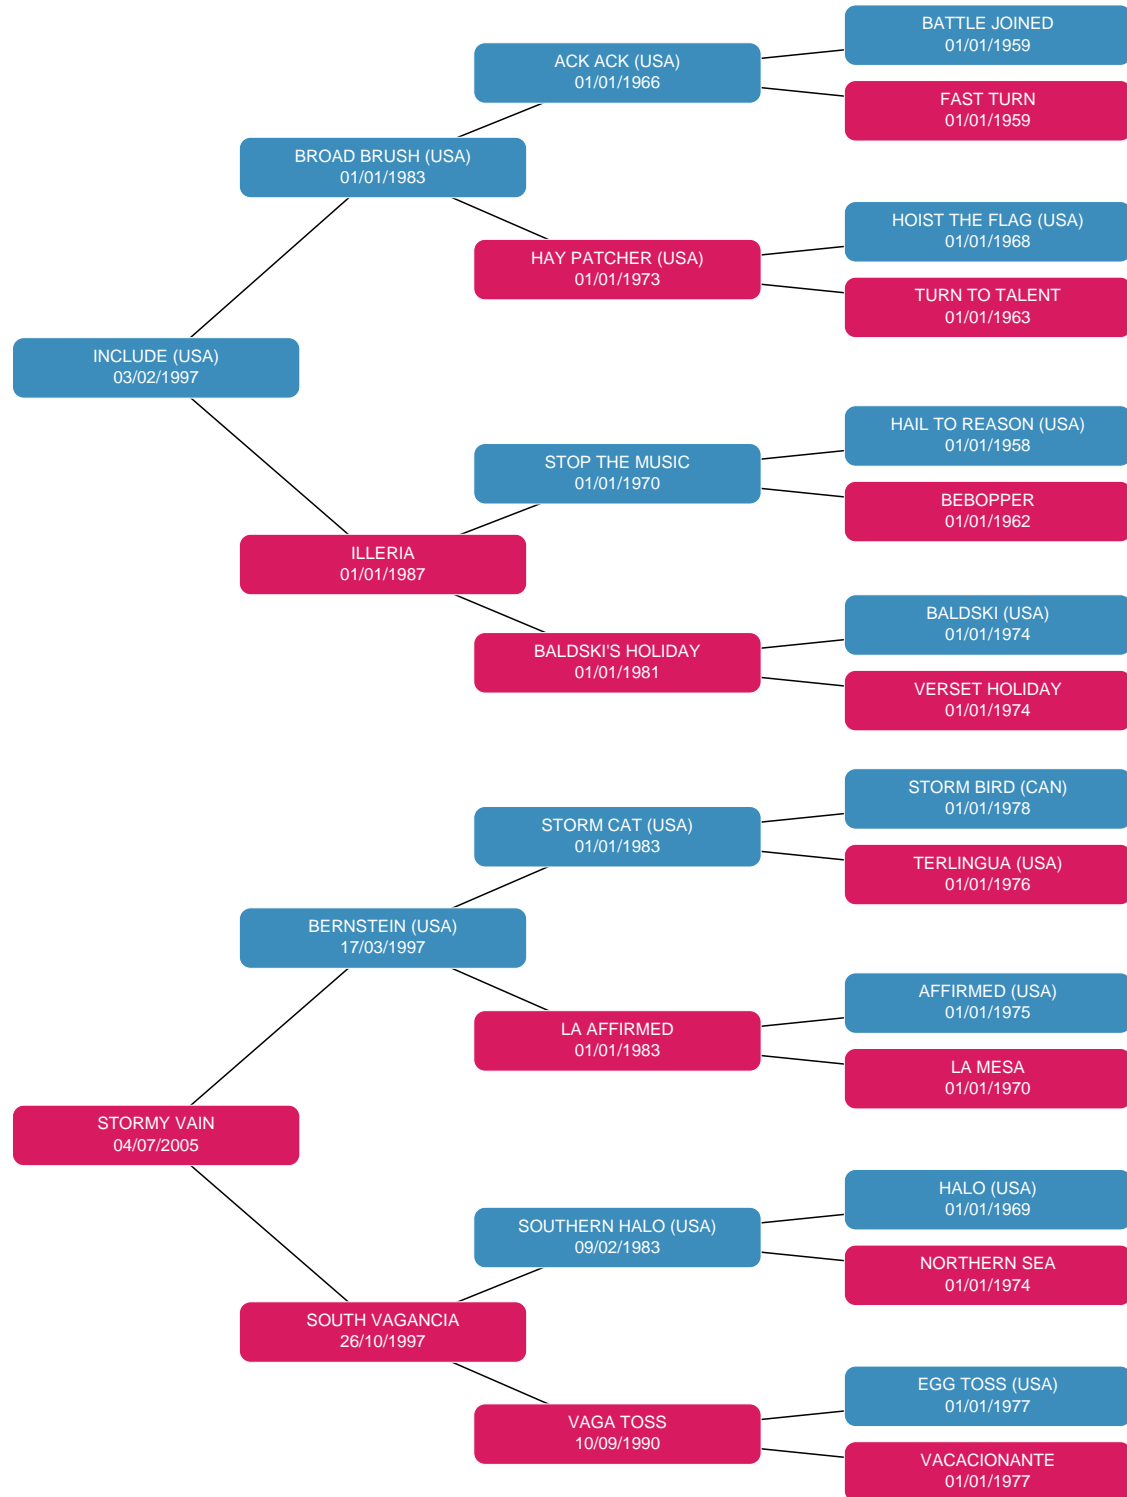 BATTLE JOINED
01/01/1959
ACK ACK (USA)
01/01/1966
FAST TURN
01/01/1959
BROAD BRUSH (USA)
01/01/1983
HOIST THE FLAG (USA)
01/01/1968
HAY PATCHER (USA)
01/01/1973
TURN TO TALENT
01/01/1963
INCLUDE (USA)
03/02/1997
HAIL TO REASON (USA)
01/01/1958
STOP THE MUSIC
01/01/1970
BEBOPPER
01/01/1962
ILLERIA
01/01/1987
BALDSKI (USA)
01/01/1974
BALDSKI'S HOLIDAY
01/01/1981
VERSET HOLIDAY
01/01/1974
STORM BIRD (CAN)
01/01/1978
STORM CAT (USA)
01/01/1983
TERLINGUA (USA)
01/01/1976
BERNSTEIN (USA)
17/03/1997
AFFIRMED (USA)
01/01/1975
LA AFFIRMED
01/01/1983
LA MESA
01/01/1970
STORMY VAIN
04/07/2005
HALO (USA)
01/01/1969
SOUTHERN HALO (USA)
09/02/1983
NORTHERN SEA
01/01/1974
SOUTH VAGANCIA
26/10/1997
EGG TOSS (USA)
01/01/1977
VAGA TOSS
10/09/1990
VACACIONANTE
01/01/1977